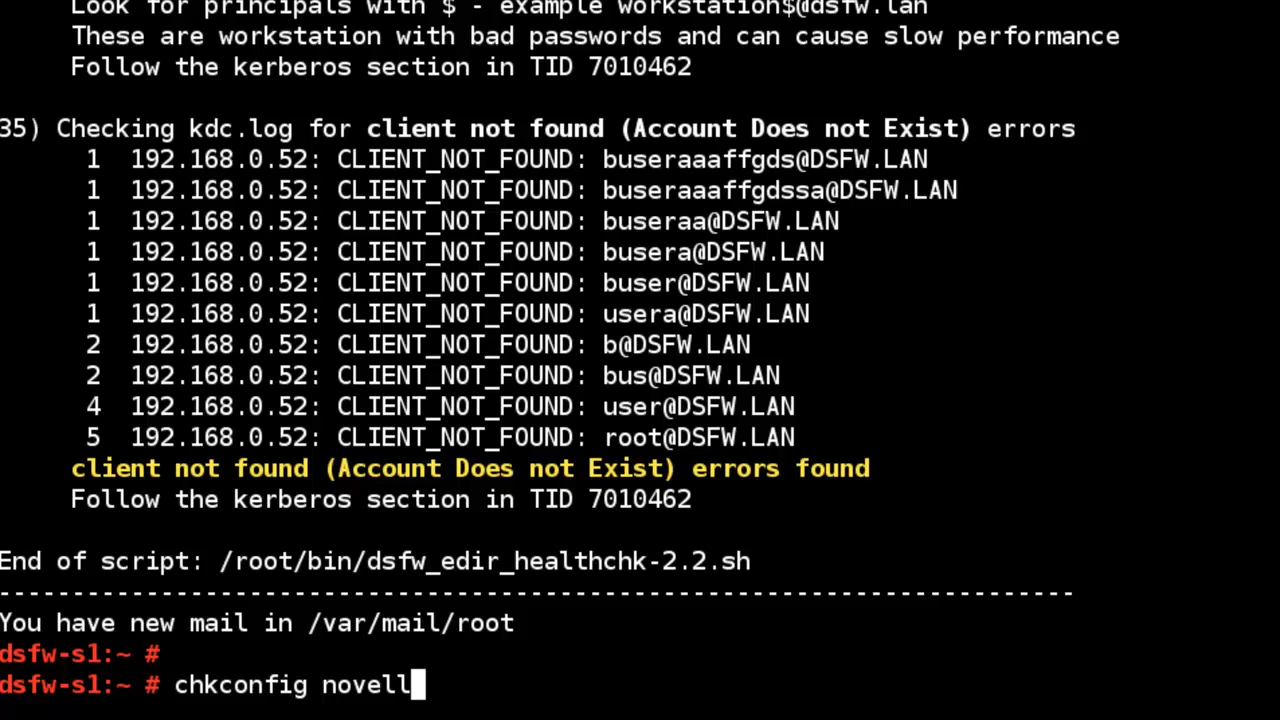 Look for principals with $ - example workstation$@dsfw.lan
These are workstation with bad passwords and can cause slow performance
Follow the kerberos section in TID 7010462
35) Checking kdc.log for client not found (Account Does not Exist) errors
1 192.168.0.52: CLIENT_NOT_FOUND: buseraaaffgds@DSFW.LAN
1 192.168.0.52: CLIENT_NOT_FOUND: buseraaaffgdssa@DSFW.LAN
1 192.168.0.52: CLIENT_NOT_FOUND: buseraa@DSFW.LAN
1 192.168.0.52: CLIENT_NOT_FOUND: busera@DSFW.LAN
1 192.168.0.52: CLIENT_NOT_FOUND: buser@DSFW.LAN
1 192.168.0.52: CLIENT_NOT_FOUND: usera@DSFW.LAN
2 192.168.0.52: CLIENT_NOT_FOUND: b@DSFW.LAN
2 192.168.0.52: CLIENT_NOT_FOUND: bus@DSFW.LAN
4 192.168.0.52: CLIENT_NOT_FOUND: user@DSFW.LAN
5 192.168.0.52: CLIENT_NOT_FOUND: root@DSFW.LAN
client not found (Account Does not Exist) errors found
Follow the kerberos section in TID 7010462
End of script: /root/bin/dsfw_edir_healthchk-2.2.sh
-------------------------------------------------------------------------
You have new mail in /var/mail/root
dsfw-s1:~ #
dsfw-s1:~ # chkconfig novell